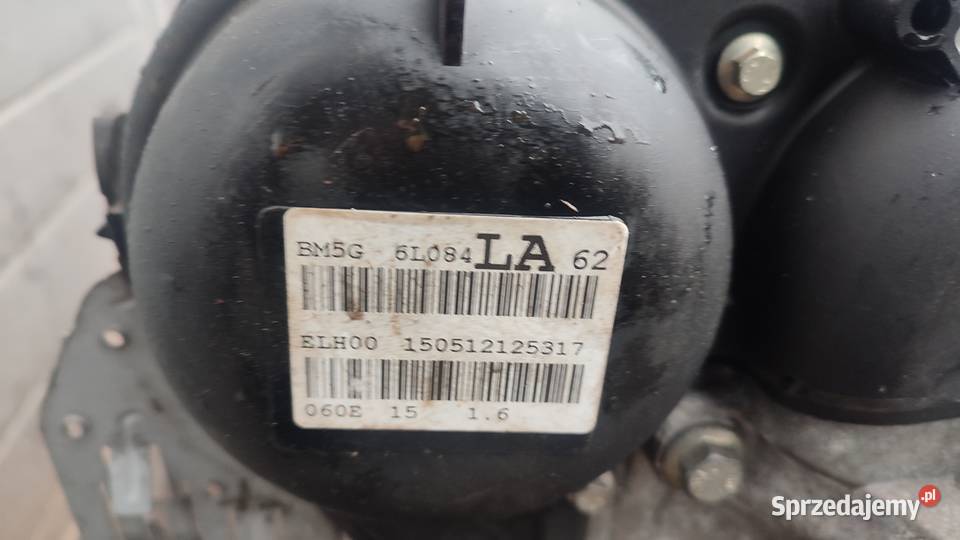 BM5G 6L084 LA 62
ELH00 150512125317
060E 15 1.6
Sprzedajemy.pl